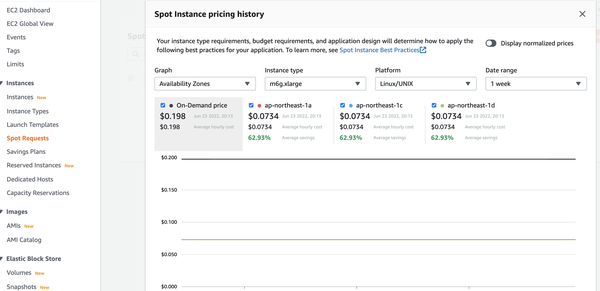 EC2 Dashboard
EC2 Global View
Events
Tags
Limits
Instances
Instances New
Instance Types
Launch Templates
Spot Requests
Savings Plans
Reserved Instances New
Dedicated Hosts
Capacity Reservations
Images
AMIs New
AMI Catalog
Elastic Block Store
Volumes New
Snapshots New
Spot
Spot Instance pricing history
Your instance type requirements, budget requirements, and application design will determine how to apply the
following best practices for your application. To learn more, see Spot Instance Best Practices
Display normalized prices
Graph
Availability Zones
Instance type
m6g.xlarge
Platform
Linux/UNIX
Date range
1 week
On-Demand price
$0.198 Jun 23 2022, 20:13
$0.198 Average hourly cost
ap-northeast-1a
$0.0734 Jun 23 2022, 20:13
$0.0734 Average hourly cost
62.93% Average savings
ap-northeast-1c
$0.0734 Jun 23 2022, 20:13
$0.0734 Average hourly cost
62.93% Average savings
ap-northeast-1d
$0.0734 Jun 23 2022, 20:13
$0.0734 Average hourly cost
62.93% Average savings
$0.200
$0.150
$0.100
$0.050
$0.000